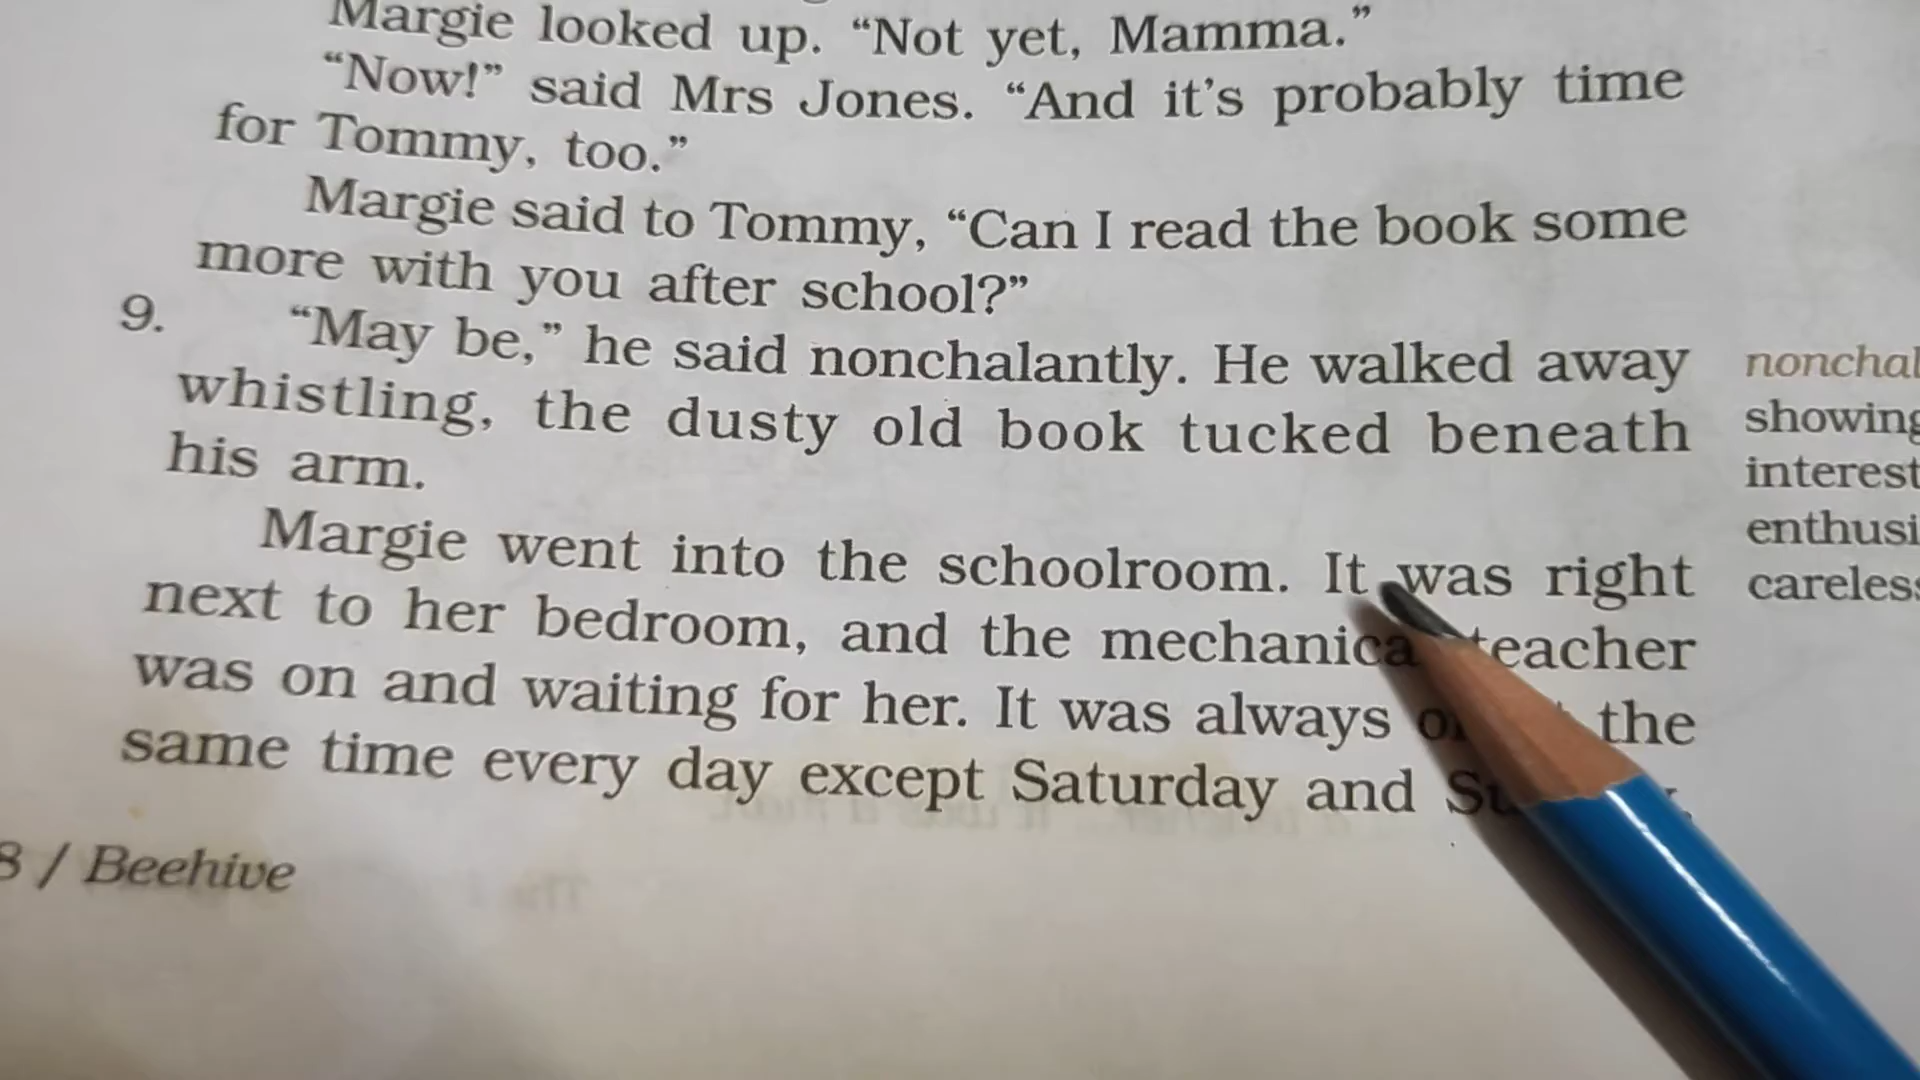 Margie looked up. “Not yet, Mamma.”
“Now!” said Mrs Jones. “And it’s probably time
for Tommy, too.”
Margie said to Tommy, “Can I read the book some
more with you after school?”
9. “May be,” he said nonchalantly. He walked away
whistling, the dusty old book tucked beneath
his arm.
Margie went into the schoolroom. It was right
next to her bedroom, and the mechanica teacher
was on and waiting for her. It was always the
same time every day except Saturday and
nonchal
showing
interest
enthusi
careless
8 / Beehive